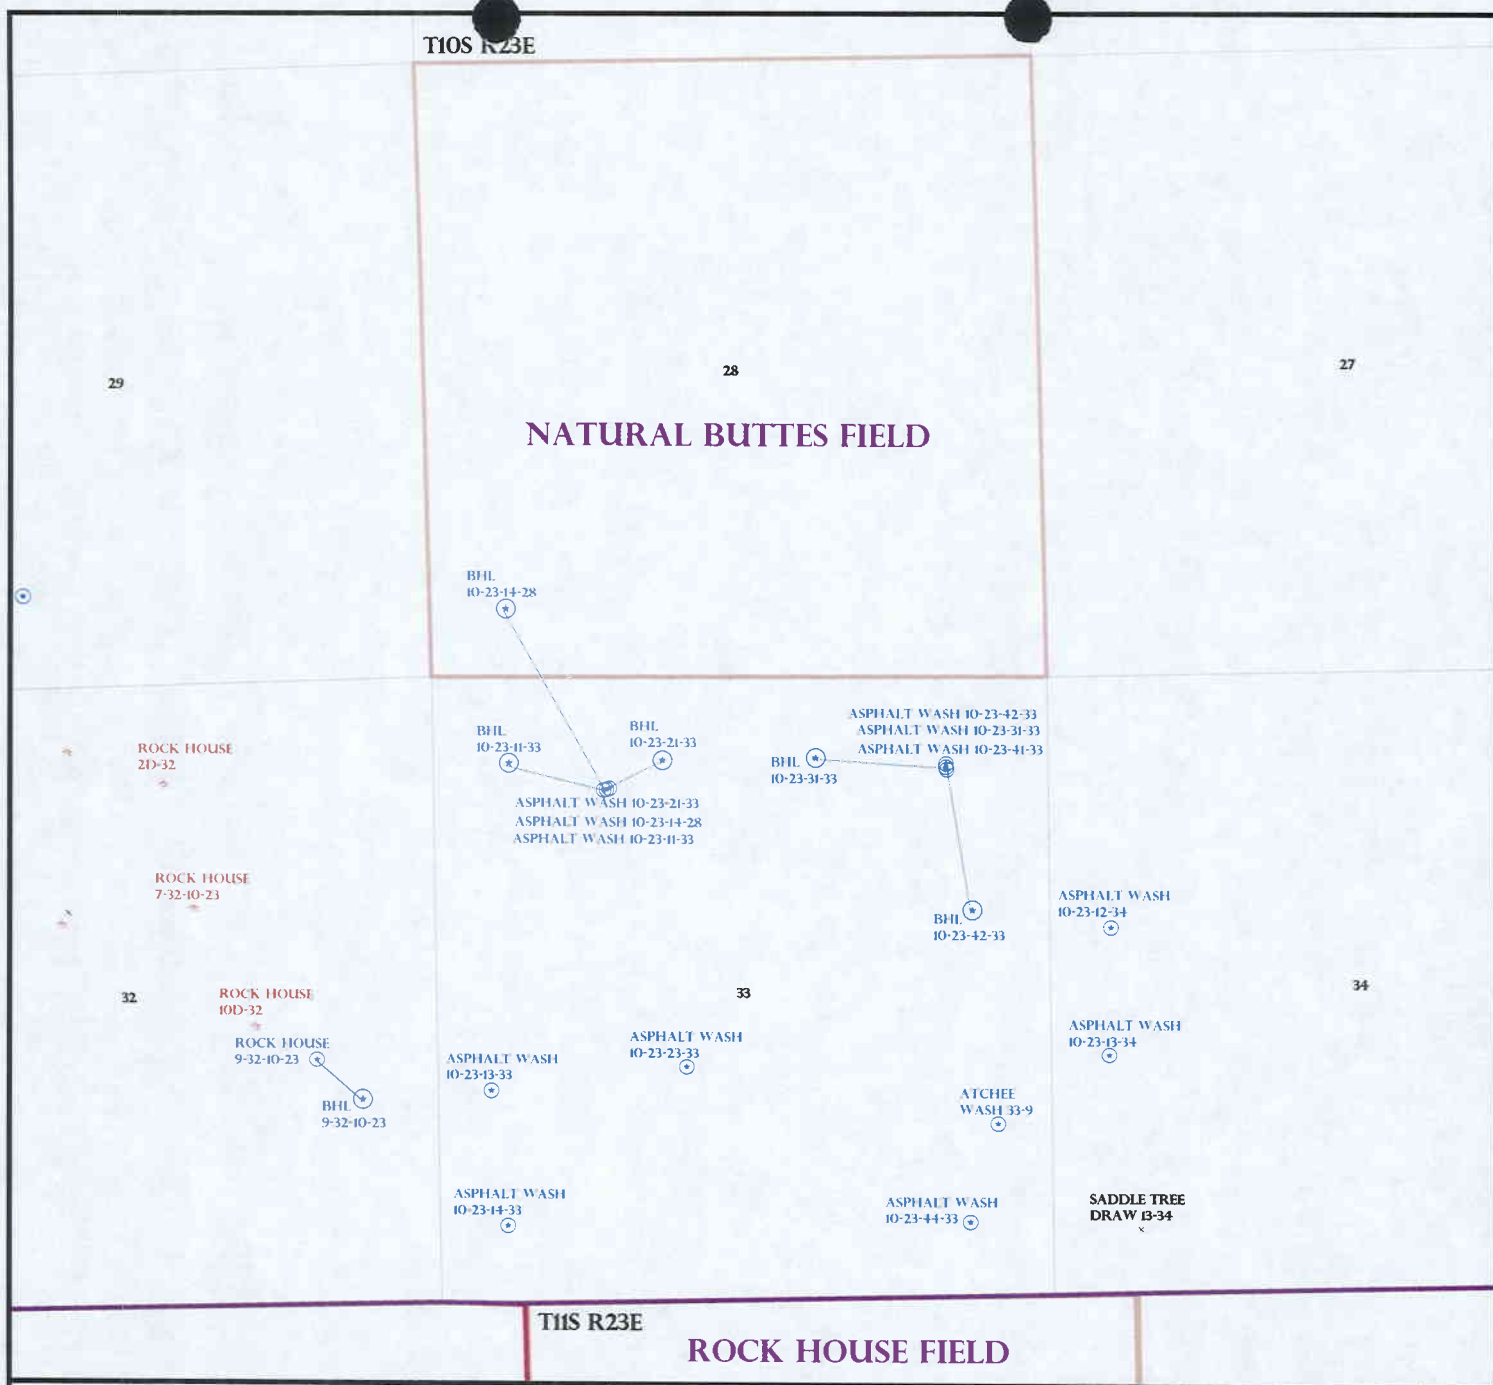 T10S R23E
29
28
27
NATURAL BUTTES FIELD
BHL
10-23-14-28
BHL
10-23-11-33
BHL
10-23-21-33
ASPHALT WASH 10-23-42-33
ASPHALT WASH 10-23-31-33
ASPHALT WASH 10-23-41-33
BHL
10-23-31-33
ROCK HOUSE
2D-32
ASPHALT WASH 10-23-21-33
ASPHALT WASH 10-23-14-28
ASPHALT WASH 10-23-11-33
ROCK HOUSE
7-32-10-23
BHL
10-23-42-33
ASPHALT WASH
10-23-12-34
32
33
34
ROCK HOUSE
10D-32
ROCK HOUSE
9-32-10-23
BHL
9-32-10-23
ASPHALT WASH
10-23-13-33
ASPHALT WASH
10-23-23-33
ASPHALT WASH
10-23-13-34
ATCHEE
WASH 33-9
ASPHALT WASH
10-23-14-33
ASPHALT WASH
10-23-44-33
SADDLE TREE
DRAW 13-34
T11S R23E
ROCK HOUSE FIELD